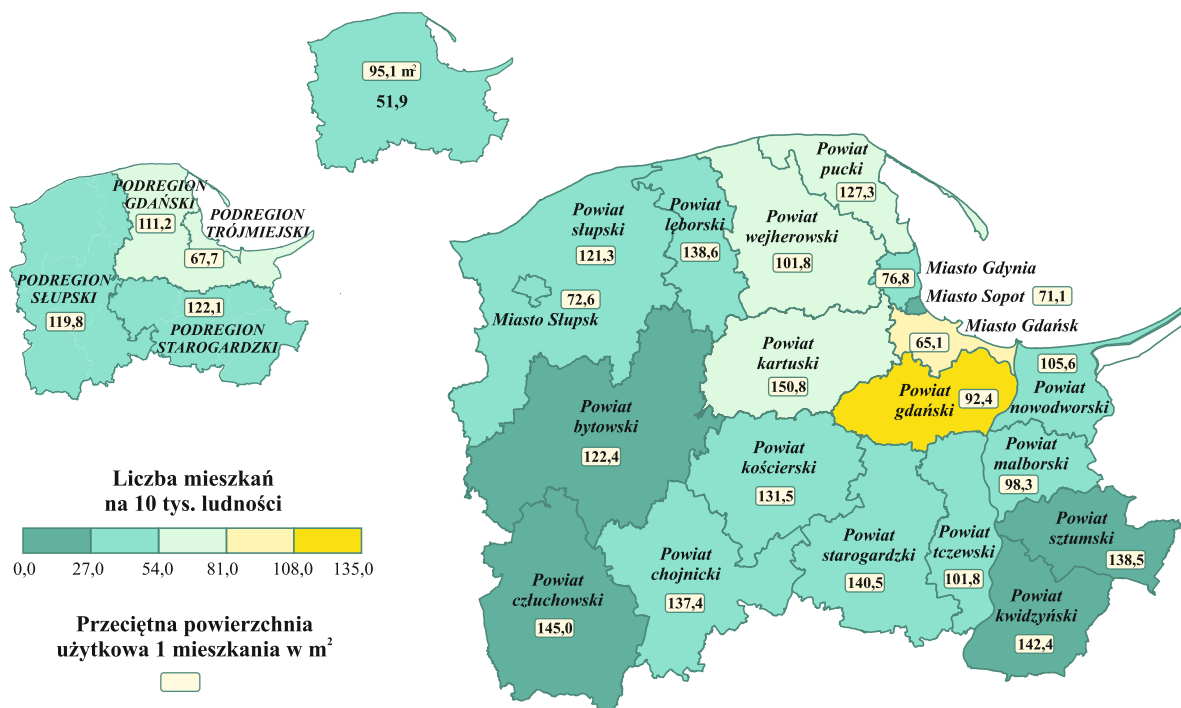 95,1 m²
51,9
PODREGION
GDAŃSKI
111,2
PODREGION
TRÓJMIEJSKI
67,7
PODREGION
SŁUPSKI
119,8
122,1
PODREGION
STAROGARDZKI
Liczba mieszkań
na 10 tys. ludności
0,0 27,0 54,0 81,0 108,0 135,0
Przeciętna powierzchnia
użytkowa 1 mieszkania w m²
Powiat
pucki
127,3
Powiat
słupski
121,3
Powiat
lęborski
138,6
Powiat
wejherowski
101,8
72,6
Miasto Słupsk
76,8
Miasto Gdynia
Miasto Sopot 71,1
Miasto Gdańsk
65,1
Powiat
kartuski
150,8
Powiat
gdański
92,4
105,6
Powiat
nowodworski
Powiat
bytowski
122,4
Powiat
kościerski
131,5
Powiat
malborski
98,3
Powiat
sztumski
138,5
Powiat
człuchowski
145,0
Powiat
chojnicki
137,4
Powiat
starogardzki
140,5
Powiat
tczewski
101,8
Powiat
kwidzyński
142,4